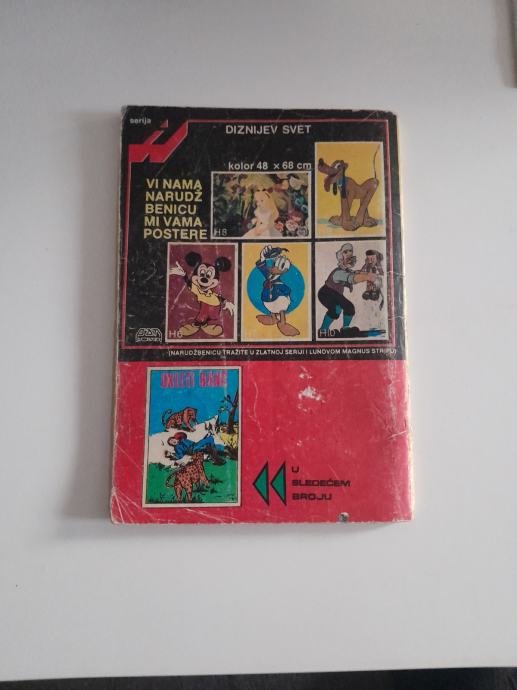 serija
DIZNIJEV SVET
kolor 48 x 68 cm
VI NAMA
NARUDŽ
BENICU
MI VAMA
POSTERE
H8
H6
H10
(NARUDŽBENICU TRAŽITE U ZLATNOJ SERIJI I LUNOVOM MAGNUS STRIPU)
UKLETI
U
SLEDEĆEM
BROJU